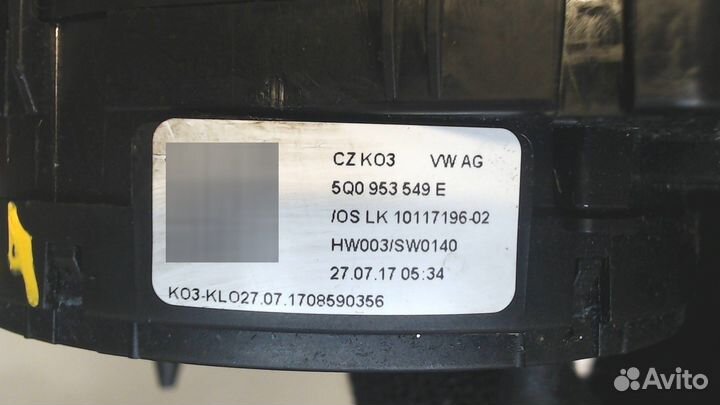 CZ KO3 VW AG
5Q0 953 549 E
/OS LK 10117196-02
HW003/SW0140
27.07.17 05:34
KO3-KLO27.07.1708590356
Avito